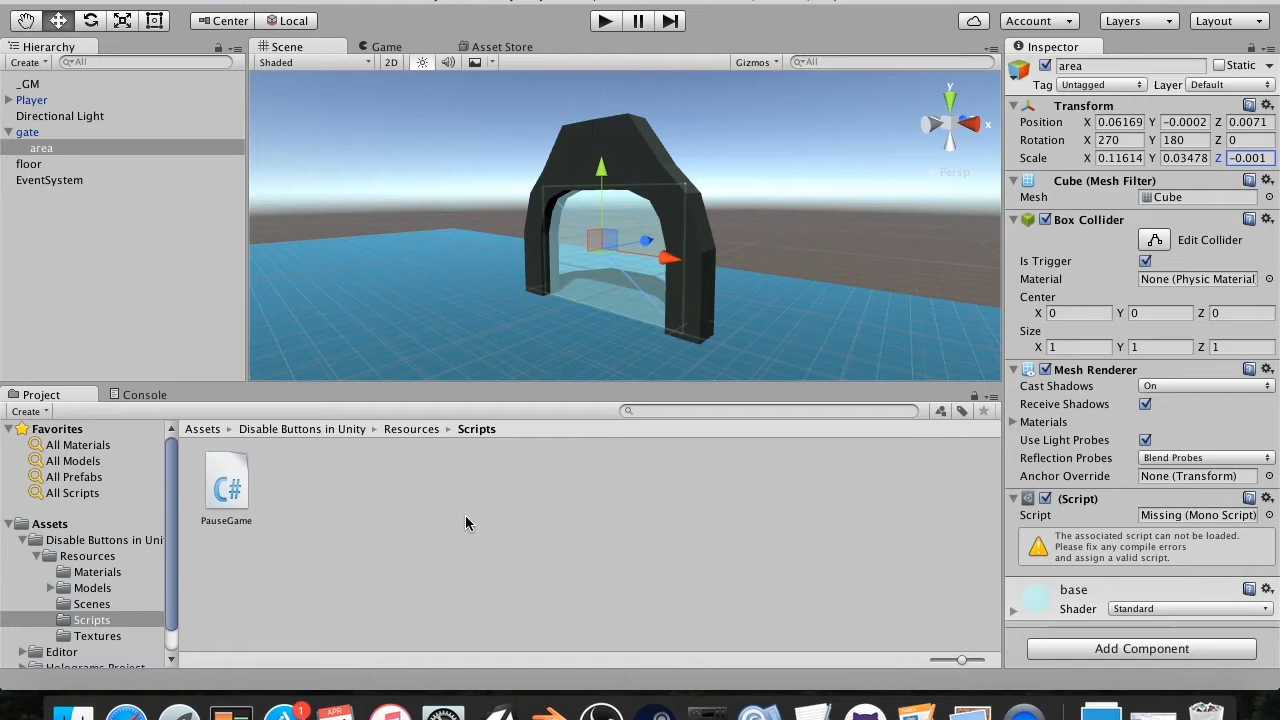 Center
Local
Account
Layers
Layout
Hierarchy
Create
All
_GM
Player
Directional Light
gate
area
floor
EventSystem
Scene
Game
Asset Store
Shaded
2D
Gizmos
All
y
x
Persp
Inspector
area
Static
Tag Untagged Layer Default
Transform
Position X 0.06169 Y -0.0002 Z 0.0071
Rotation X 270 Y 180 Z 0
Scale X 0.11614 Y 0.03478 Z -0.001
Cube (Mesh Filter)
Mesh Cube
Box Collider
Edit Collider
Is Trigger
Material None (Physic Material
Center
X 0 Y 0 Z 0
Size
X 1 Y 1 Z 1
Mesh Renderer
Cast Shadows On
Receive Shadows
Materials
Use Light Probes
Reflection Probes Blend Probes
Anchor Override None (Transform)
(Script)
Script Missing (Mono Script)
The associated script can not be loaded.
Please fix any compile errors
and assign a valid script.
base
Shader Standard
Add Component
Project
Console
Create
Favorites
All Materials
All Models
All Prefabs
All Scripts
Assets
Disable Buttons in Uni
Resources
Materials
Models
Scenes
Scripts
Textures
Editor
Holograms Project
Assets Disable Buttons in Unity Resources Scripts
C#
PauseGame
1
APR